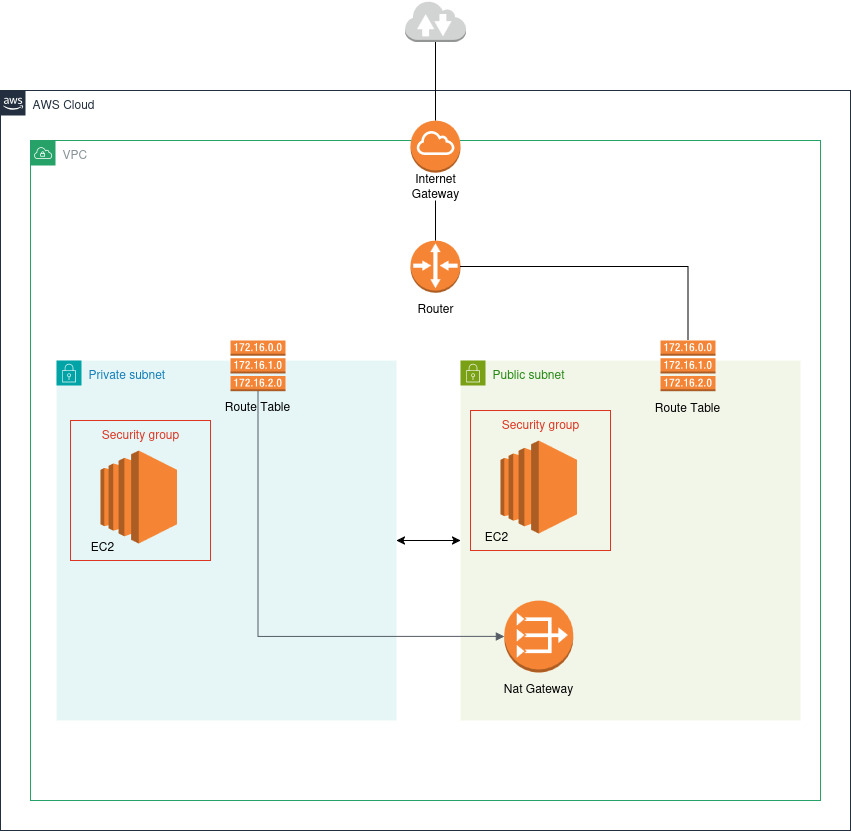 aws
AWS Cloud
VPC
Internet
Gateway
Router
172.16.0.0
172.16.1.0
172.16.2.0
Route Table
Private subnet
Security group
EC2
172.16.0.0
172.16.1.0
172.16.2.0
Route Table
Public subnet
Security group
EC2
Nat Gateway